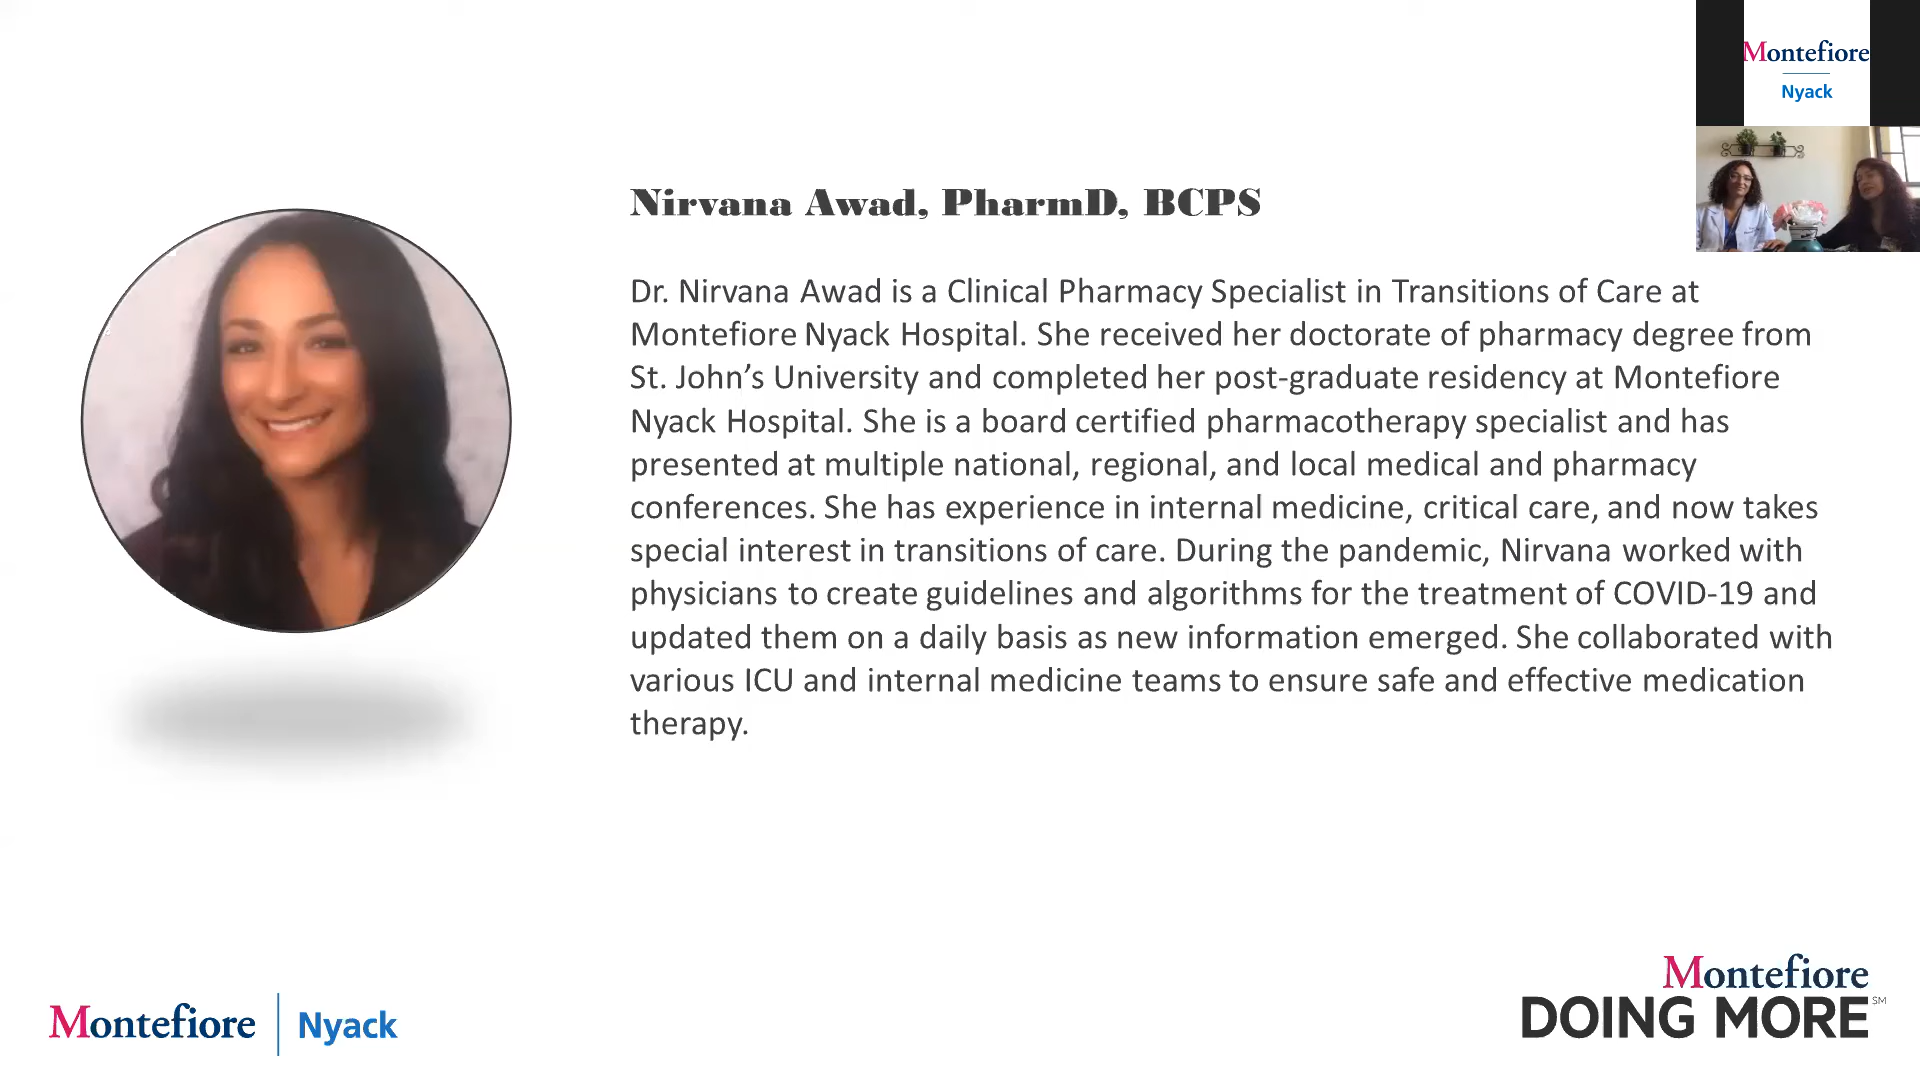 Montefiore
Nyack
Nirvana Awad, PharmD, BCPS
Dr. Nirvana Awad is a Clinical Pharmacy Specialist in Transitions of Care at
Montefiore Nyack Hospital. She received her doctorate of pharmacy degree from
St. John’s University and completed her post-graduate residency at Montefiore
Nyack Hospital. She is a board certified pharmacotherapy specialist and has
presented at multiple national, regional, and local medical and pharmacy
conferences. She has experience in internal medicine, critical care, and now takes
special interest in transitions of care. During the pandemic, Nirvana worked with
physicians to create guidelines and algorithms for the treatment of COVID-19 and
updated them on a daily basis as new information emerged. She collaborated with
various ICU and internal medicine teams to ensure safe and effective medication
therapy.
Montefiore | Nyack
Montefiore
DOING MORE℠